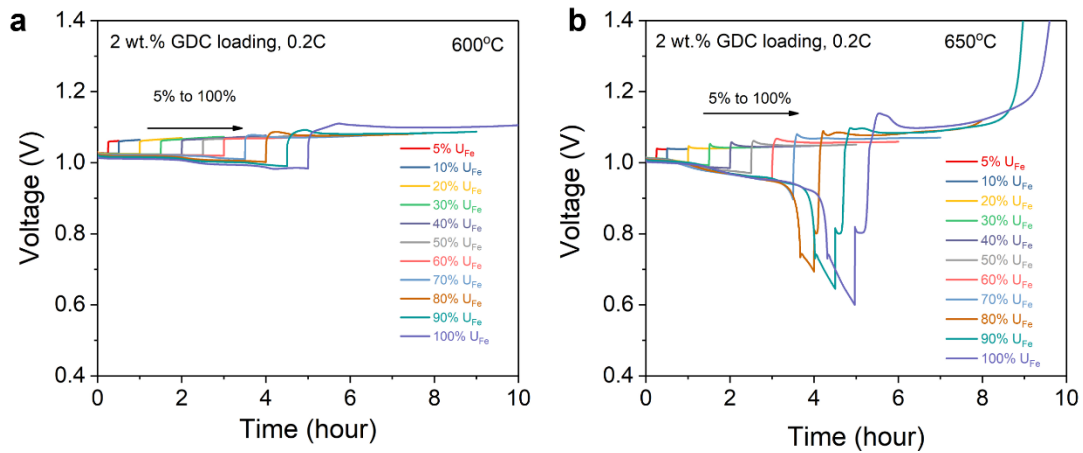 a
2 wt.% GDC loading, 0.2C
600°C
5% to 100%
5% UFe
10% UFe
20% UFe
30% UFe
40% UFe
50% UFe
60% UFe
70% UFe
80% UFe
90% UFe
100% UFe
1.4
1.2
1.0
0.8
0.6
0.4
Voltage (V)
0 2 4 6 8 10
Time (hour)
b
2 wt.% GDC loading, 0.2C
650°C
5% to 100%
5% UFe
10% UFe
20% UFe
30% UFe
40% UFe
50% UFe
60% UFe
70% UFe
80% UFe
90% UFe
100% UFe
1.4
1.2
1.0
0.8
0.6
0.4
Voltage (V)
0 2 4 6 8 10
Time (hour)